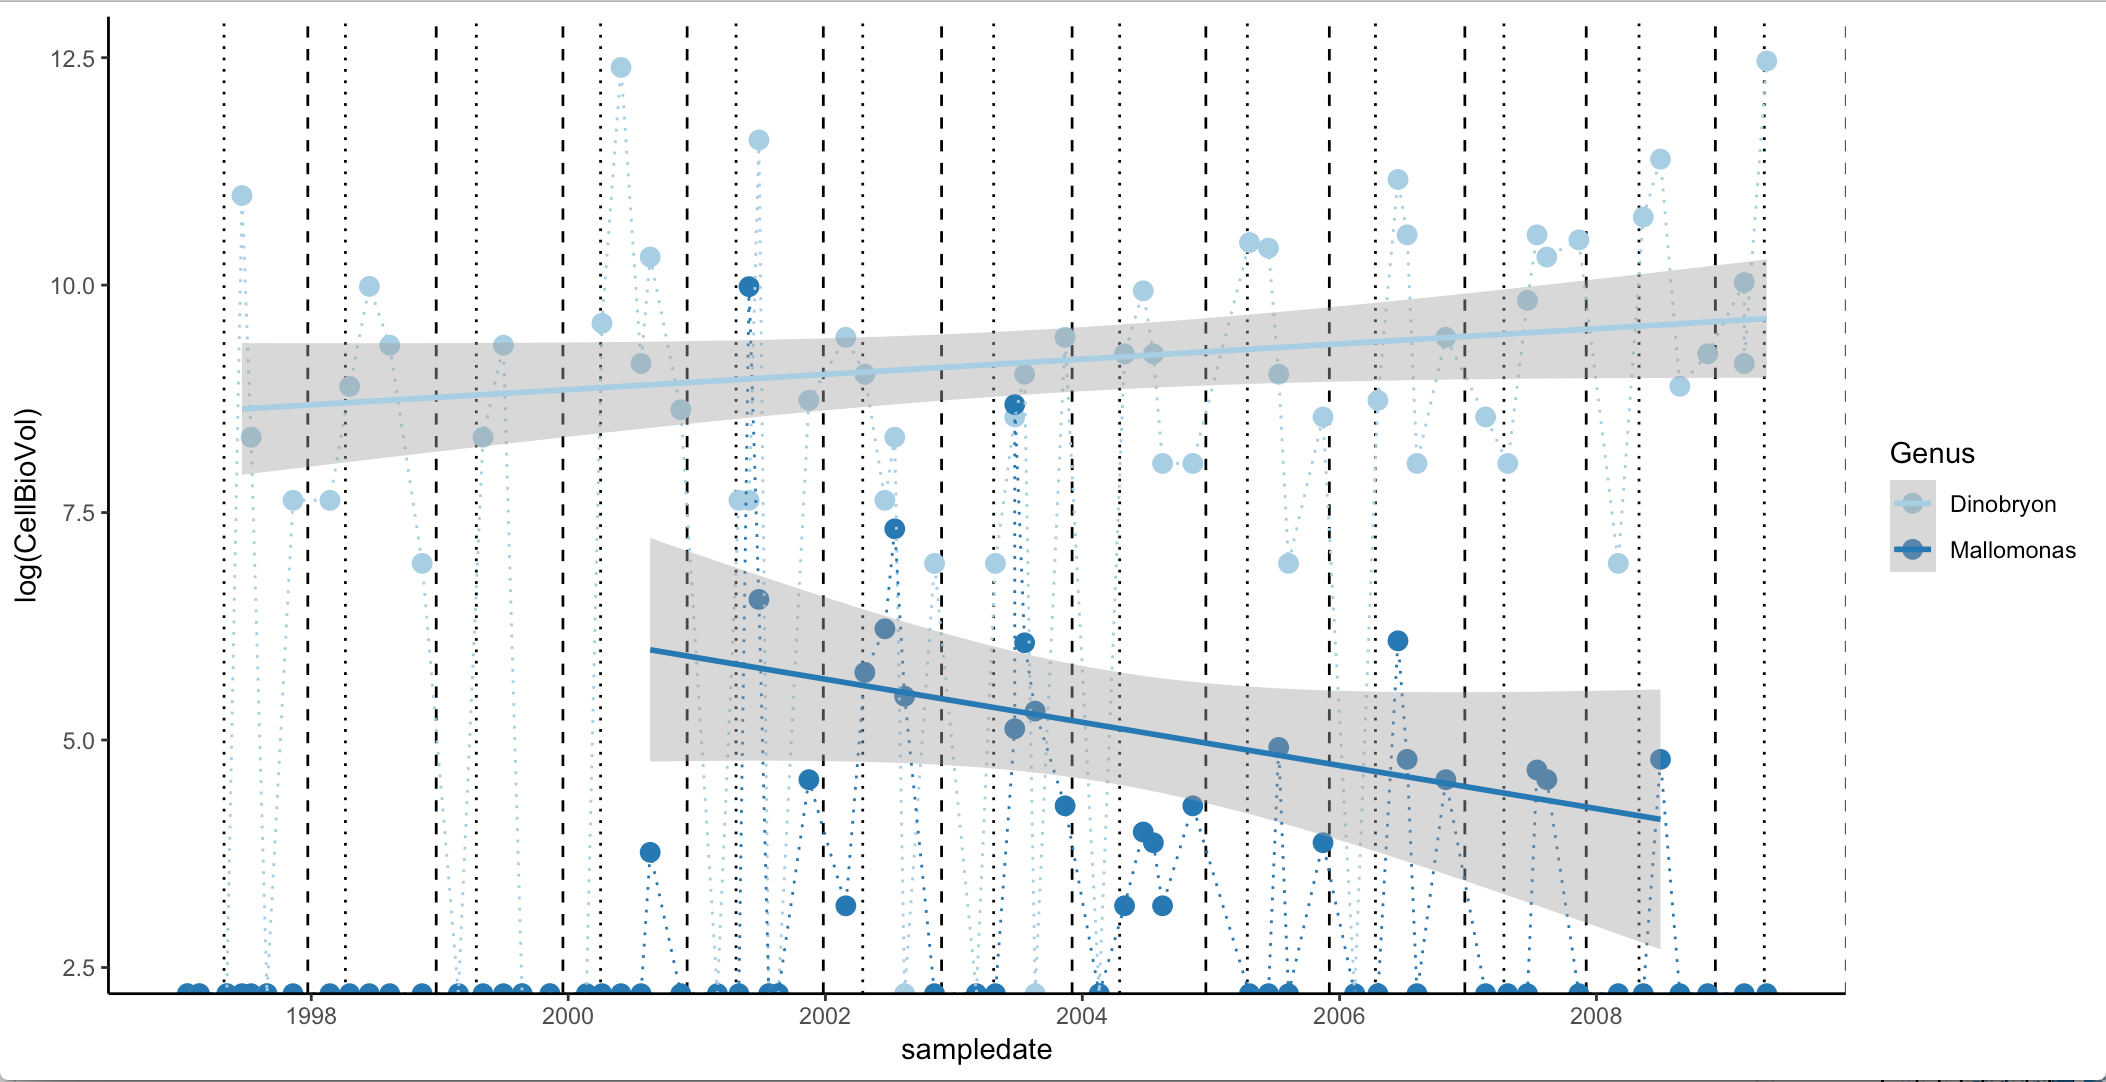 12.5
10.0
7.5
5.0
2.5
log(CellBioVol)
1998 2000 2002 2004 2006 2008
sampledate
Genus
Dinobryon
Mallomonas